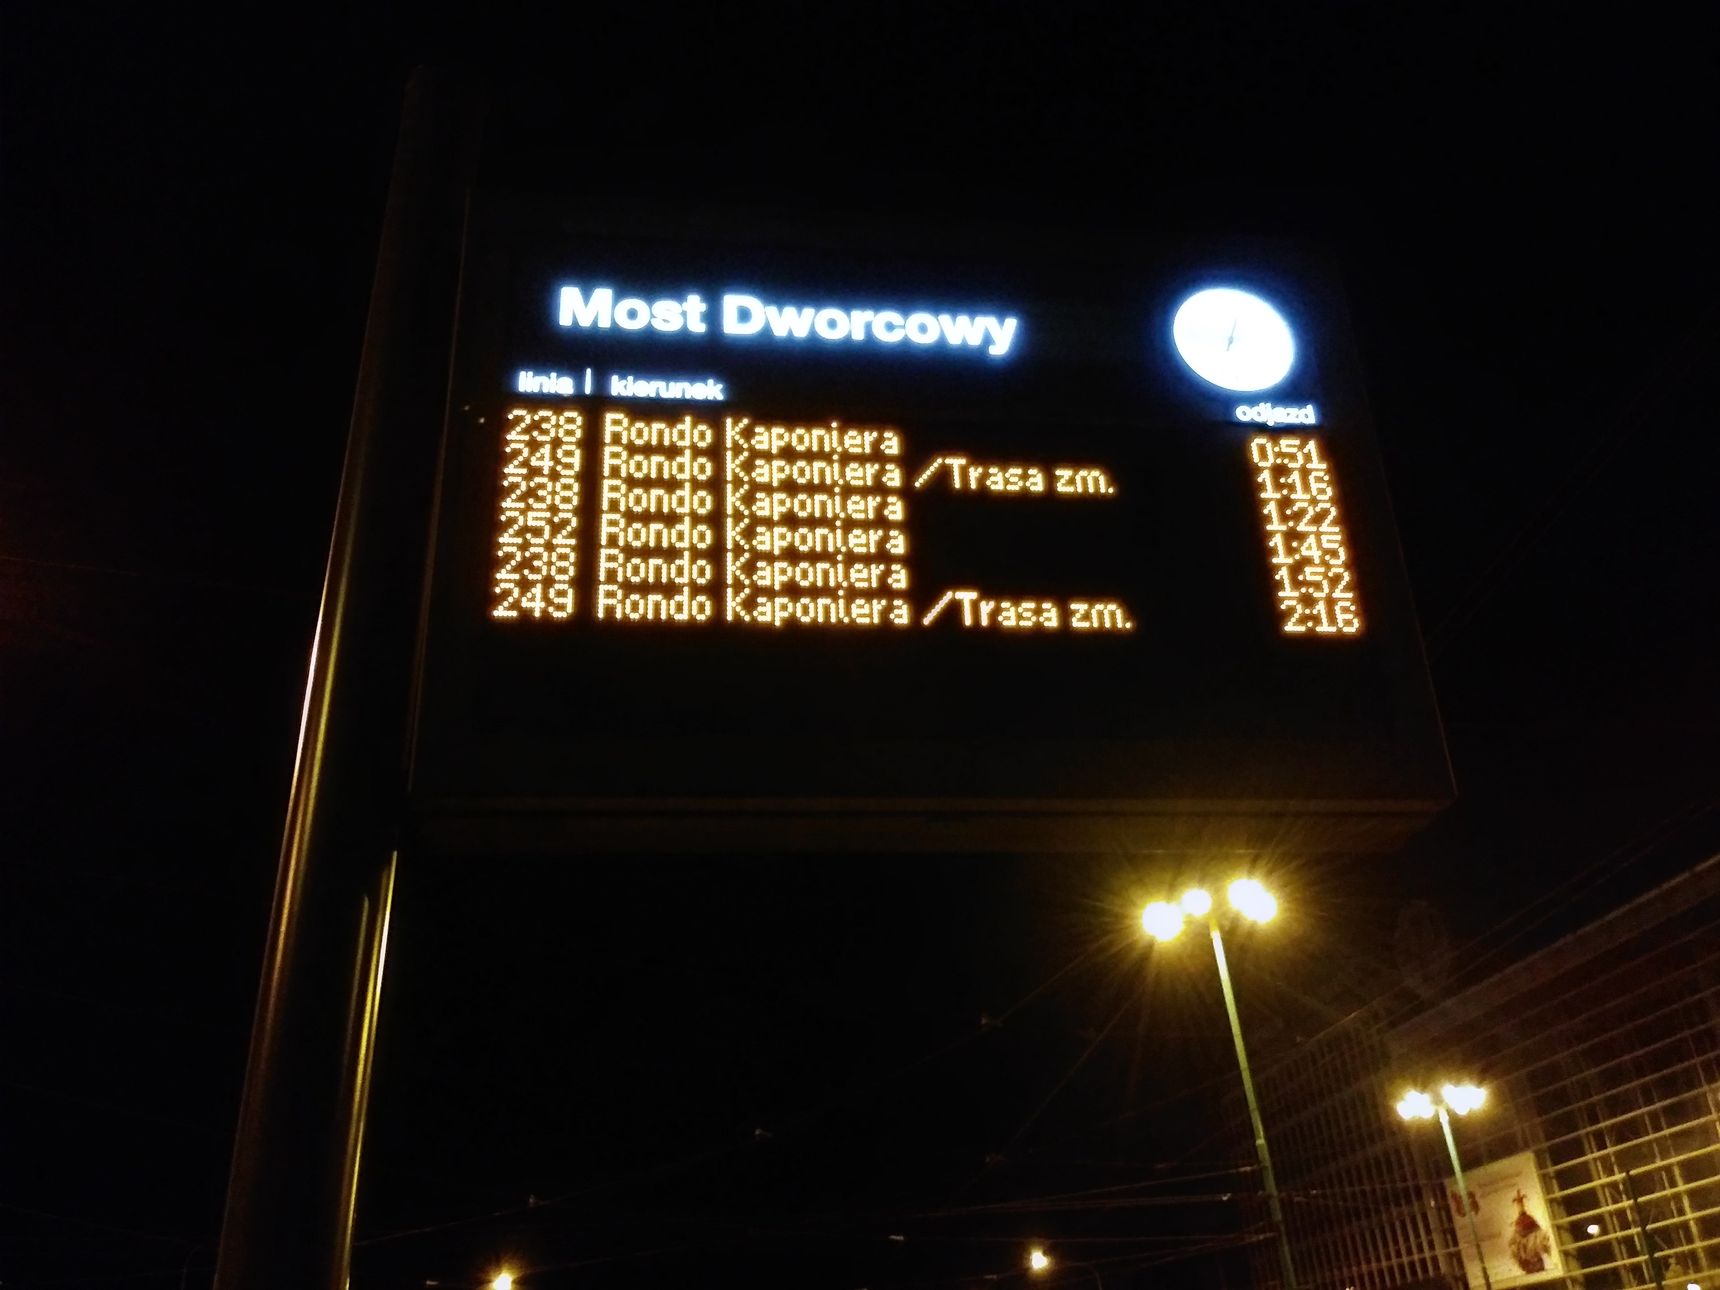 Most Dworcowy
linia | kierunek odjazd
238 Rondo Kaponiera 0:51
249 Rondo Kaponiera /Trasa zm. 1:16
238 Rondo Kaponiera 1:22
252 Rondo Kaponiera 1:45
238 Rondo Kaponiera 1:52
249 Rondo Kaponiera /Trasa zm. 2:16